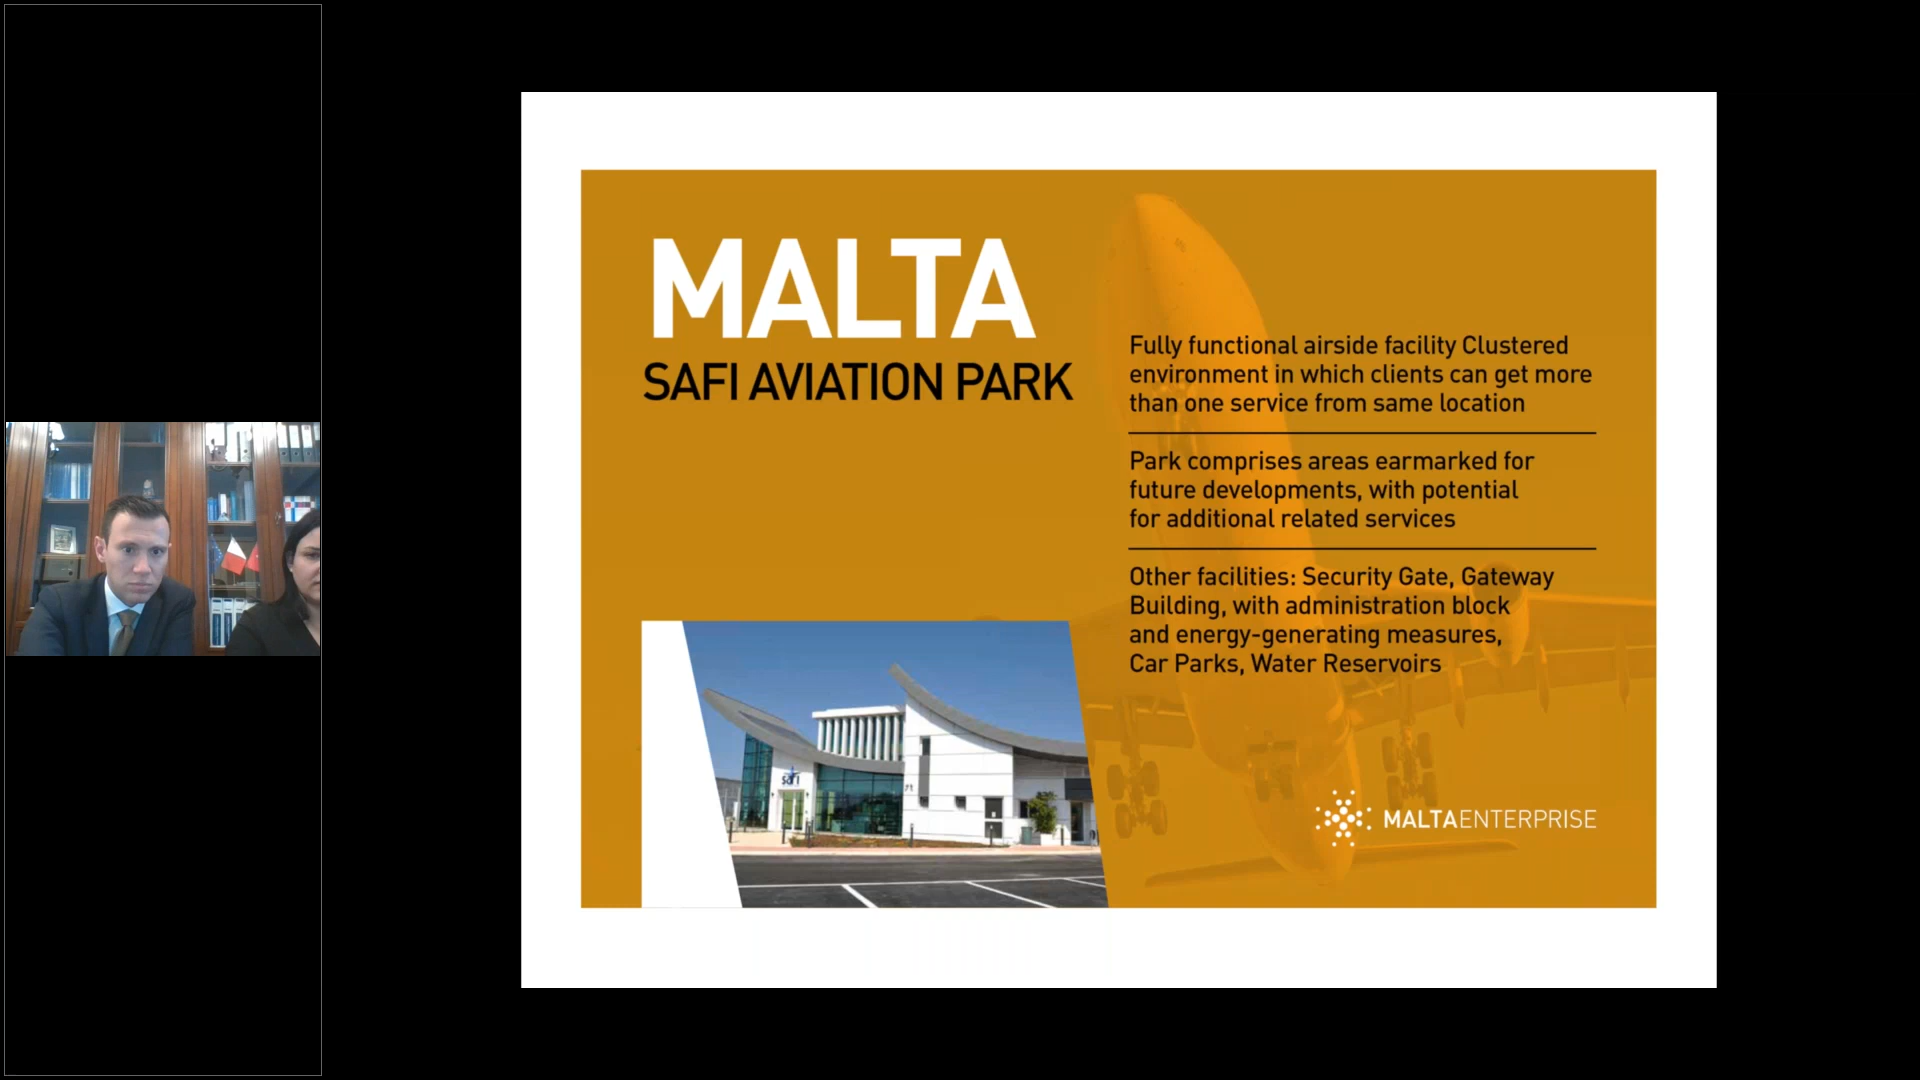 MALTA
SAFI AVIATION PARK
Fully functional airside facility Clustered
environment in which clients can get more
than one service from same location
Park comprises areas earmarked for
future developments, with potential
for additional related services
Other facilities: Security Gate, Gateway
Building, with administration block
and energy-generating measures,
Car Parks, Water Reservoirs
safi
MALTAENTERPRISE